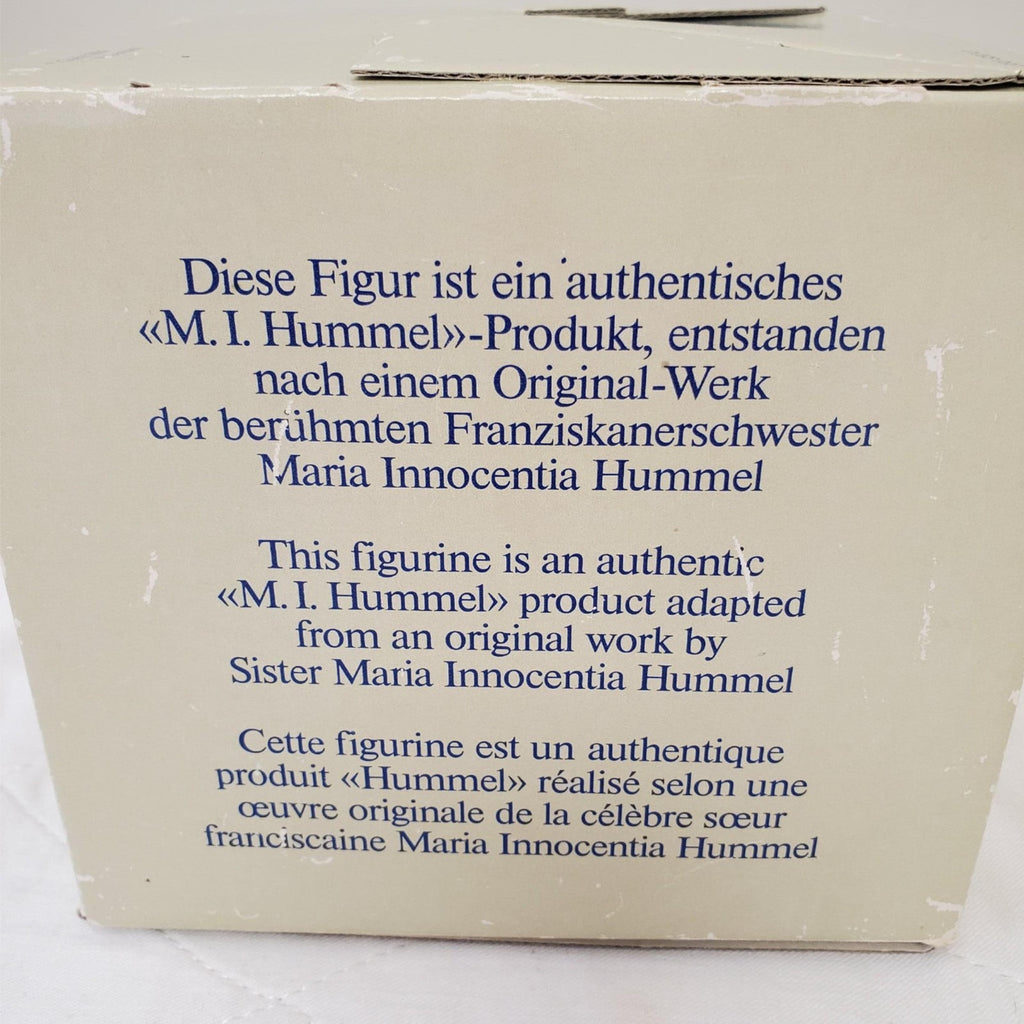 Diese Figur ist ein authentisches
«M. I. Hummel»-Produkt, entstanden
nach einem Original-Werk
der berühmten Franziskanerschwester
Maria Innocentia Hummel
This figurine is an authentic
«M. I. Hummel» product adapted
from an original work by
Sister Maria Innocentia Hummel
Cette figurine est un authentique
produit «Hummel» réalisé selon une
œuvre originale de la célèbre sœur
franciscaine Maria Innocentia Hummel